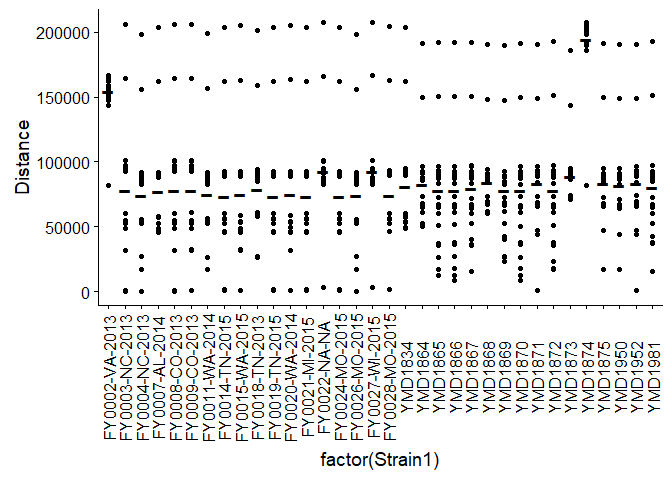 200000
150000
100000
50000
0
Distance
FY0002-VA-2013
FY0003-NC-2013
FY0004-NC-2013
FY0007-AL-2014
FY0008-CO-2013
FY0009-CO-2013
FY0011-WA-2014
FY0014-TN-2015
FY0015-WA-2015
FY0018-TN-2013
FY0019-TN-2015
FY0020-WA-2014
FY0021-MI-2015
FY0022-NA-NA
FY0024-MO-2015
FY0026-MO-2015
FY0027-WI-2015
FY0028-MO-2015
YMD1834
YMD1864
YMD1865
YMD1866
YMD1867
YMD1868
YMD1869
YMD1870
YMD1871
YMD1872
YMD1873
YMD1874
YMD1875
YMD1950
YMD1952
YMD1981
factor(Strain1)